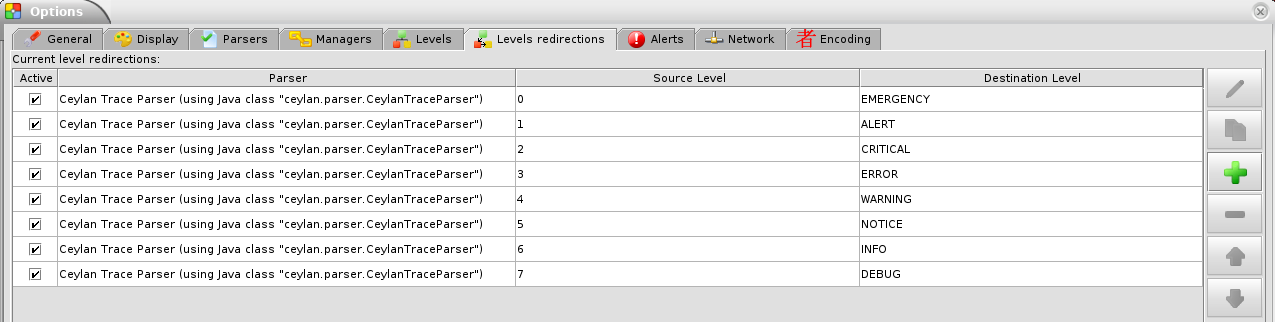 Options
General Display Parsers Managers Levels Levels redirections Alerts Network 者 Encoding
Current level redirections:
Active Parser Source Level Destination Level
Ceylan Trace Parser (using Java class "ceylan.parser.CeylanTraceParser") 0 EMERGENCY
Ceylan Trace Parser (using Java class "ceylan.parser.CeylanTraceParser") 1 ALERT
Ceylan Trace Parser (using Java class "ceylan.parser.CeylanTraceParser") 2 CRITICAL
Ceylan Trace Parser (using Java class "ceylan.parser.CeylanTraceParser") 3 ERROR
Ceylan Trace Parser (using Java class "ceylan.parser.CeylanTraceParser") 4 WARNING
Ceylan Trace Parser (using Java class "ceylan.parser.CeylanTraceParser") 5 NOTICE
Ceylan Trace Parser (using Java class "ceylan.parser.CeylanTraceParser") 6 INFO
Ceylan Trace Parser (using Java class "ceylan.parser.CeylanTraceParser") 7 DEBUG